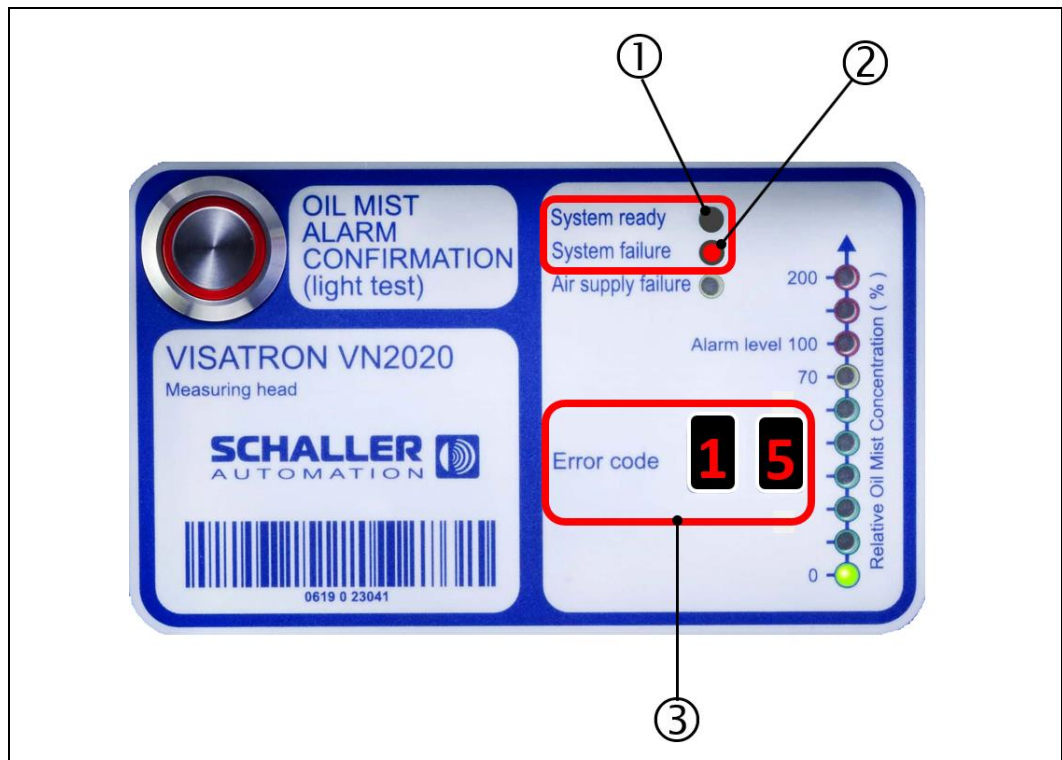 ① ②
OIL MIST
ALARM
CONFIRMATION
(light test)
VISATRON VN2020
Measuring head
SCHALLER
AUTOMATION
0619 0 23041
System ready
System failure
Air supply failure
Error code 1 5
200
Alarm level 100
70
0
Relative Oil Mist Concentration ( % )
③